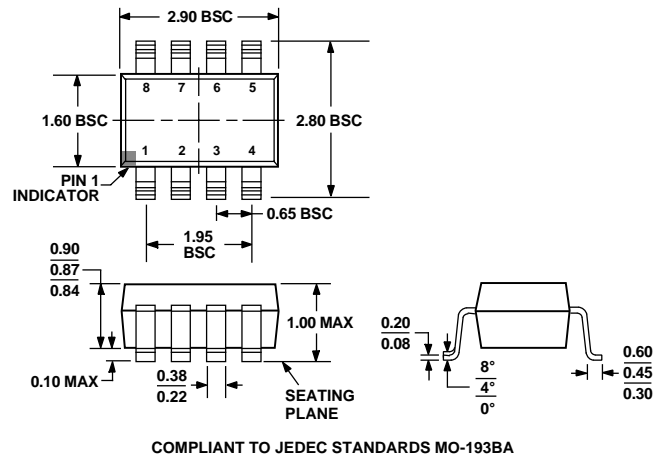 2.90 BSC
8 7 6 5
1.60 BSC
2.80 BSC
1 2 3 4
PIN 1
INDICATOR
0.65 BSC
1.95
BSC
0.90
0.87
0.84
1.00 MAX
0.10 MAX
0.38
0.22
SEATING
PLANE
0.20
0.08
8°
4°
0°
0.60
0.45
0.30
COMPLIANT TO JEDEC STANDARDS MO-193BA